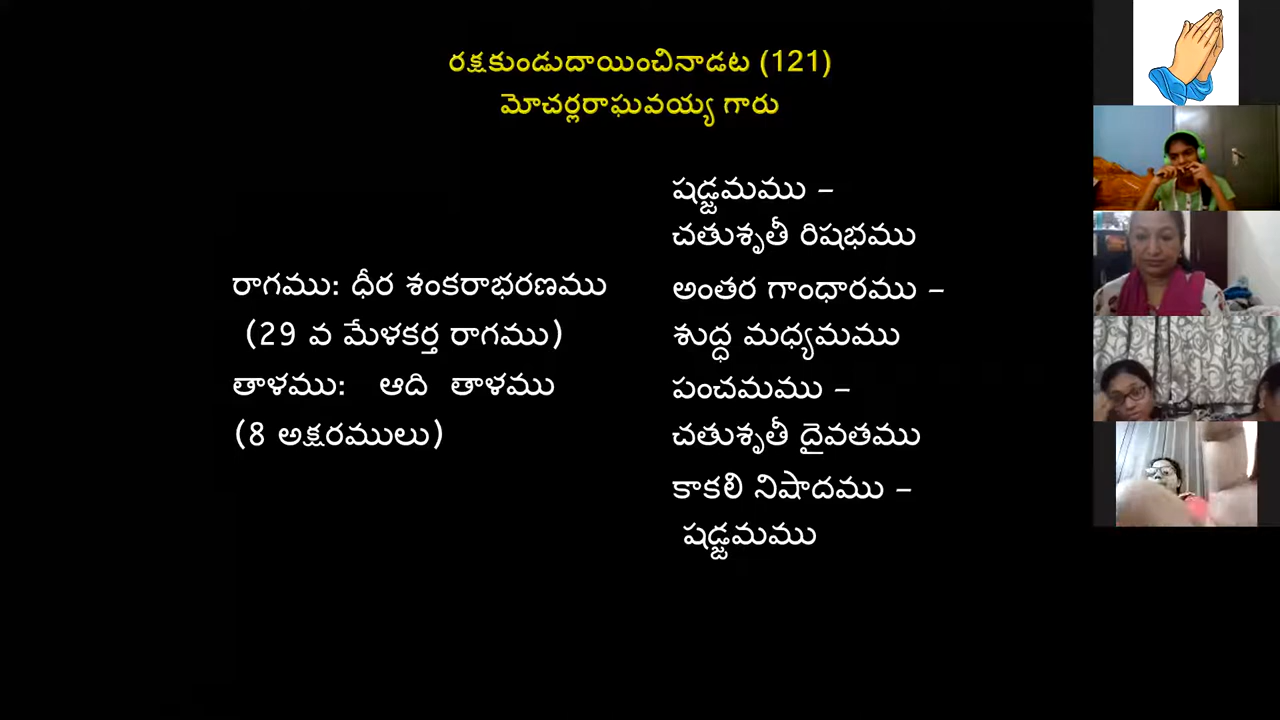 రక్షకుండుదాయించినాడట (121)
మోచర్లరాఘవయ్య గారు
రాగము: ధీర శంకరాభరణము
(29 వ మేళకర్త రాగము)
తాళము: ఆది తాళము
(8 అక్షరములు)
షడ్జమము –
చతుశృతీ రిషభము
అంతర గాంధారము –
శుద్ధ మధ్యమము
పంచమము –
చతుశృతీ దైవతము
కాకలి నిషాదము –
షడ్జమము